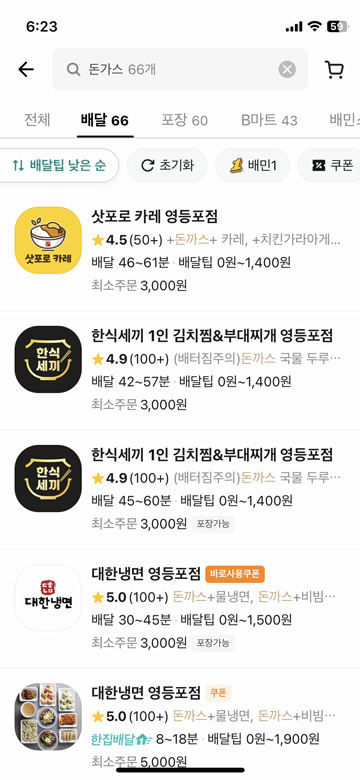 6:23
59
돈가스 66개
전체 배달 66 포장 60 B마트 43 배민스
배달팁 낮은 순 초기화 배민1 쿠폰
삿포로 카레 영등포점
삿포로 카레
4.5(50+) +돈까스+ 카레, +치킨가라아게…
배달 46~61분 · 배달팁 0원~1,400원
최소주문 3,000원
한식세끼 1인 김치찜&부대찌개 영등포점
한식
세끼
4.9(100+) (배터짐주의)돈까스 국물 두루…
배달 42~57분 · 배달팁 0원~1,400원
최소주문 3,000원
한식세끼 1인 김치찜&부대찌개 영등포점
한식
세끼
4.9(100+) (배터짐주의)돈까스 국물 두루…
배달 45~60분 · 배달팁 0원~1,400원
최소주문 3,000원 포장가능
대한냉면 영등포점 바로사용쿠폰
대한냉면
5.0(100+) 돈까스+물냉면, 돈까스+비빔…
배달 30~45분 · 배달팁 0원~1,500원
최소주문 3,000원 포장가능
대한냉면 영등포점 쿠폰
5.0(100+) 돈까스+물냉면, 돈까스+비빔…
한집배달 8~18분 · 배달팁 0원~1,900원
최소주문 5,000원